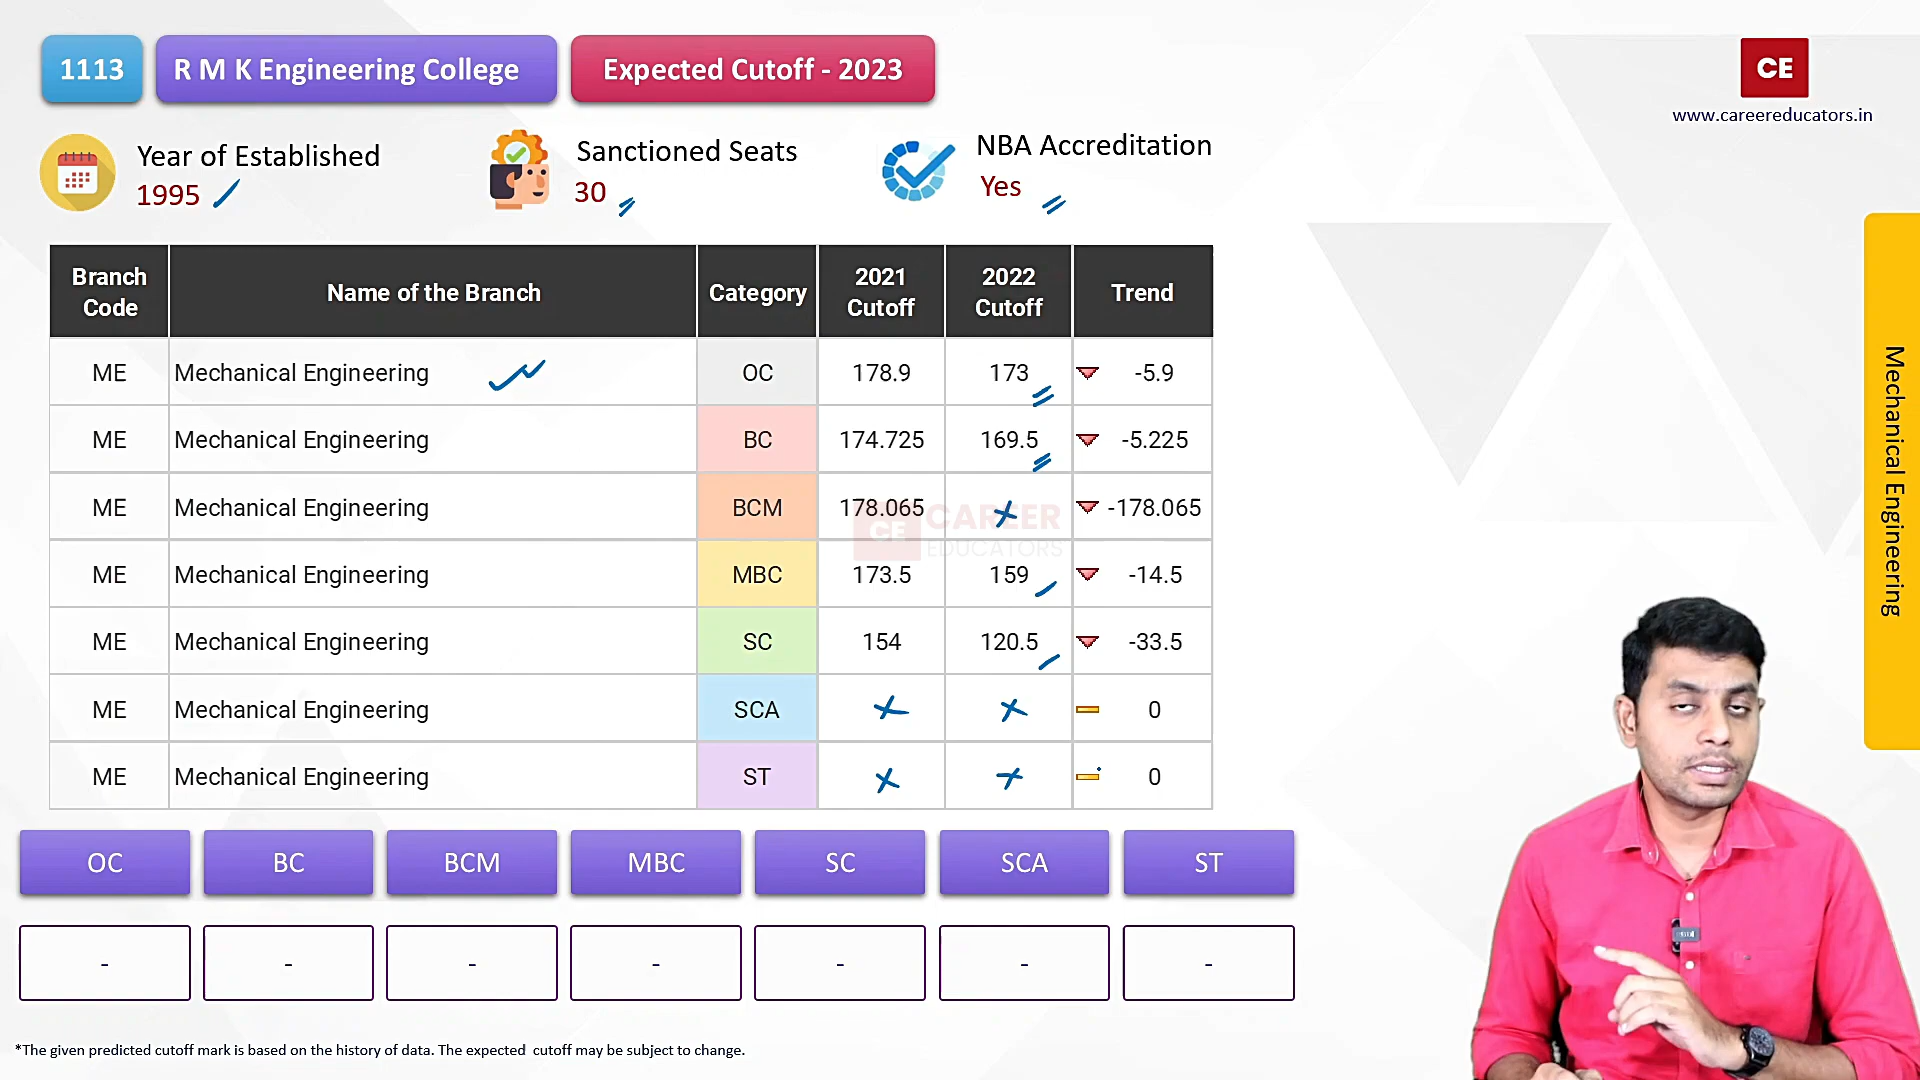 1113
R M K Engineering College
Expected Cutoff - 2023
CE
www.careereducators.in
Year of Established
1995
Sanctioned Seats
30
NBA Accreditation
Yes
Branch Code Name of the Branch Category 2021 Cutoff 2022 Cutoff Trend
ME Mechanical Engineering OC 178.9 173 -5.9
ME Mechanical Engineering BC 174.725 169.5 -5.225
ME Mechanical Engineering BCM 178.065 -178.065
CE CAREER EDUCATORS
ME Mechanical Engineering MBC 173.5 159 -14.5
ME Mechanical Engineering SC 154 120.5 -33.5
ME Mechanical Engineering SCA 0
ME Mechanical Engineering ST 0
Mechanical Engineering
OC BC BCM MBC SC SCA ST
- - - - - - -
*The given predicted cutoff mark is based on the history of data. The expected cutoff may be subject to change.